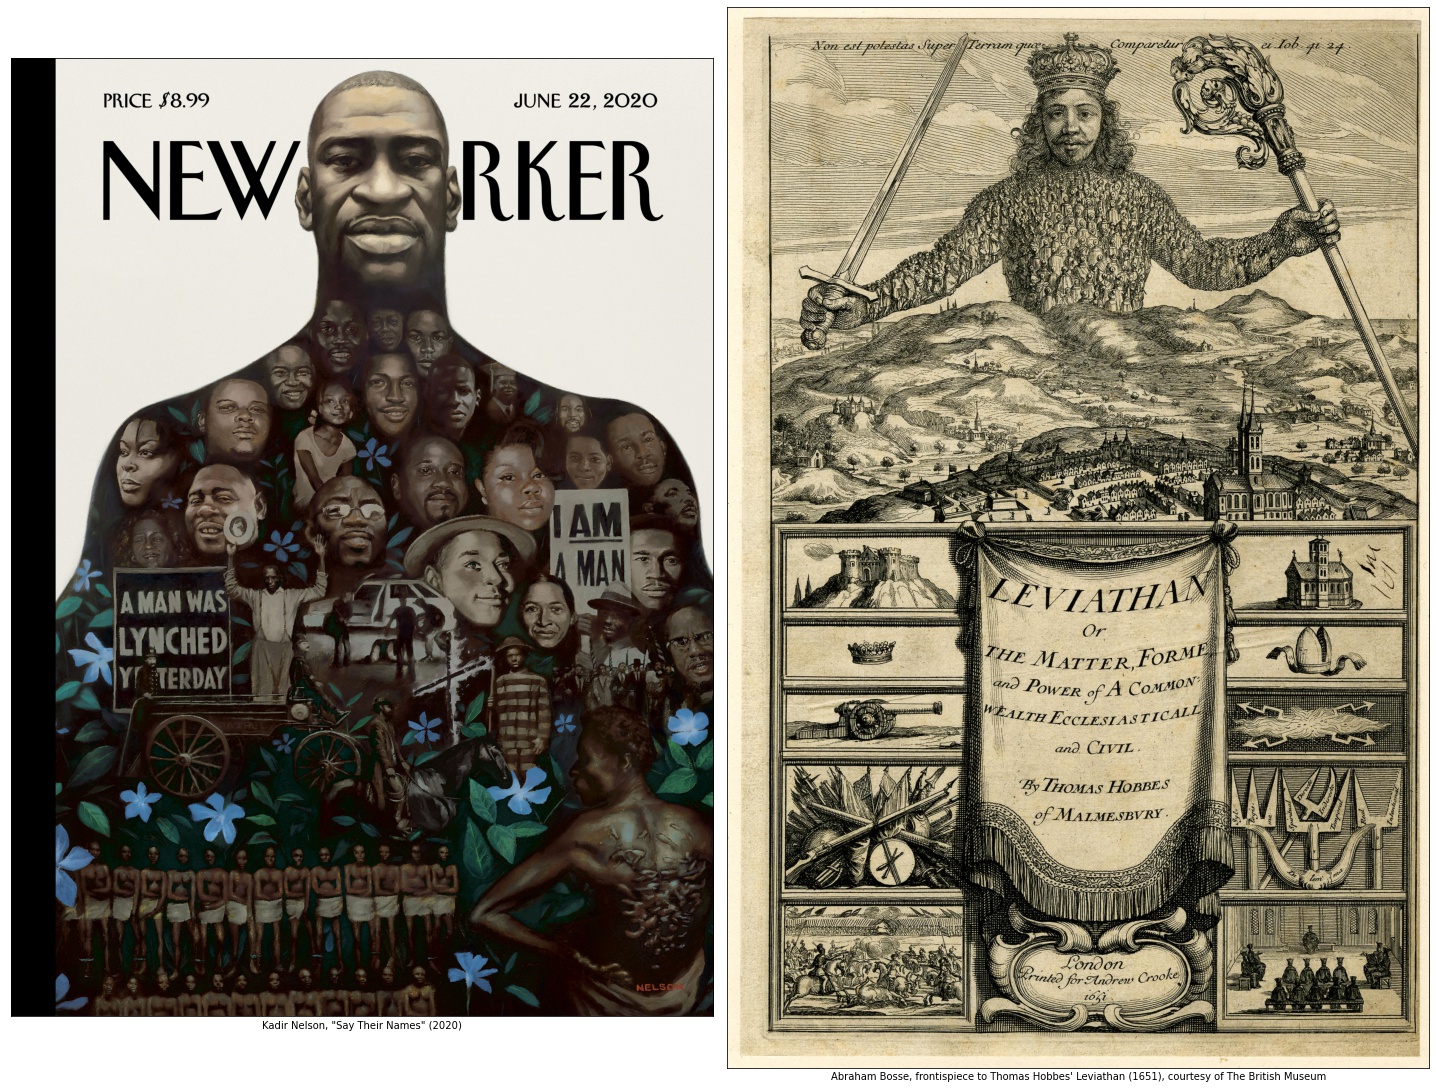 PRICE $8.99
JUNE 22, 2020
NEW RKER
I AM
A MAN
A MAN WAS
LYNCHED
YESTERDAY
NELSON
Kadir Nelson, "Say Their Names" (2020)
Non est potestas Super Terram quæ Comparetur ei Iob. 41. 24.
LEVIATHAN
Or
THE MATTER, FORME
and POWER of A COMMON-
WEALTH ECCLESIASTICALL
and CIVIL.
By THOMAS HOBBES
of MALMESBVRY.
London
Printed for Andrew Crooke
1651
Abraham Bosse, frontispiece to Thomas Hobbes' Leviathan (1651), courtesy of The British Museum